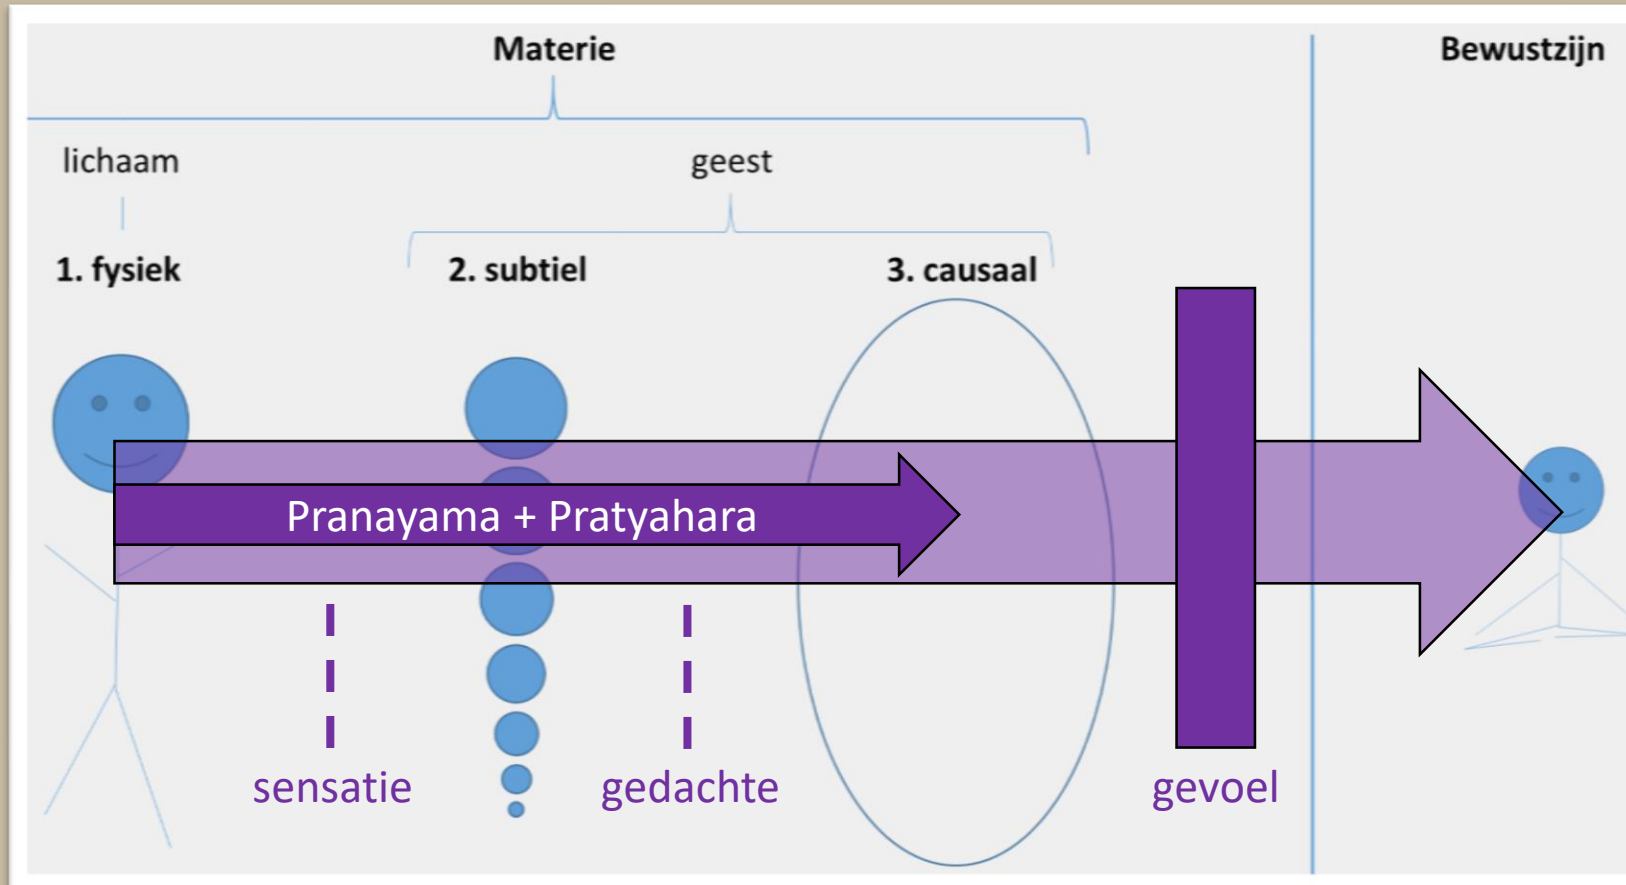 Materie
Bewustzijn
lichaam
geest
1. fysiek
2. subtiel
3. causaal
Pranayama + Pratyahara
sensatie
gedachte
gevoel